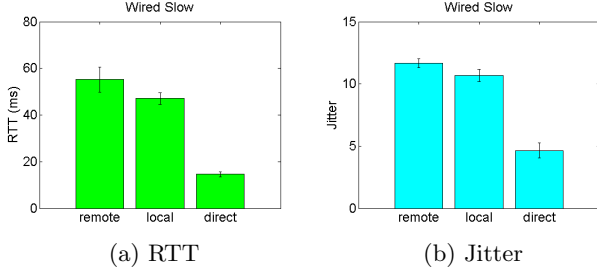 Wired Slow
RTT (ms)
80
60
40
20
0
remote local direct
(a) RTT
Wired Slow
Jitter
15
10
5
0
remote local direct
(b) Jitter